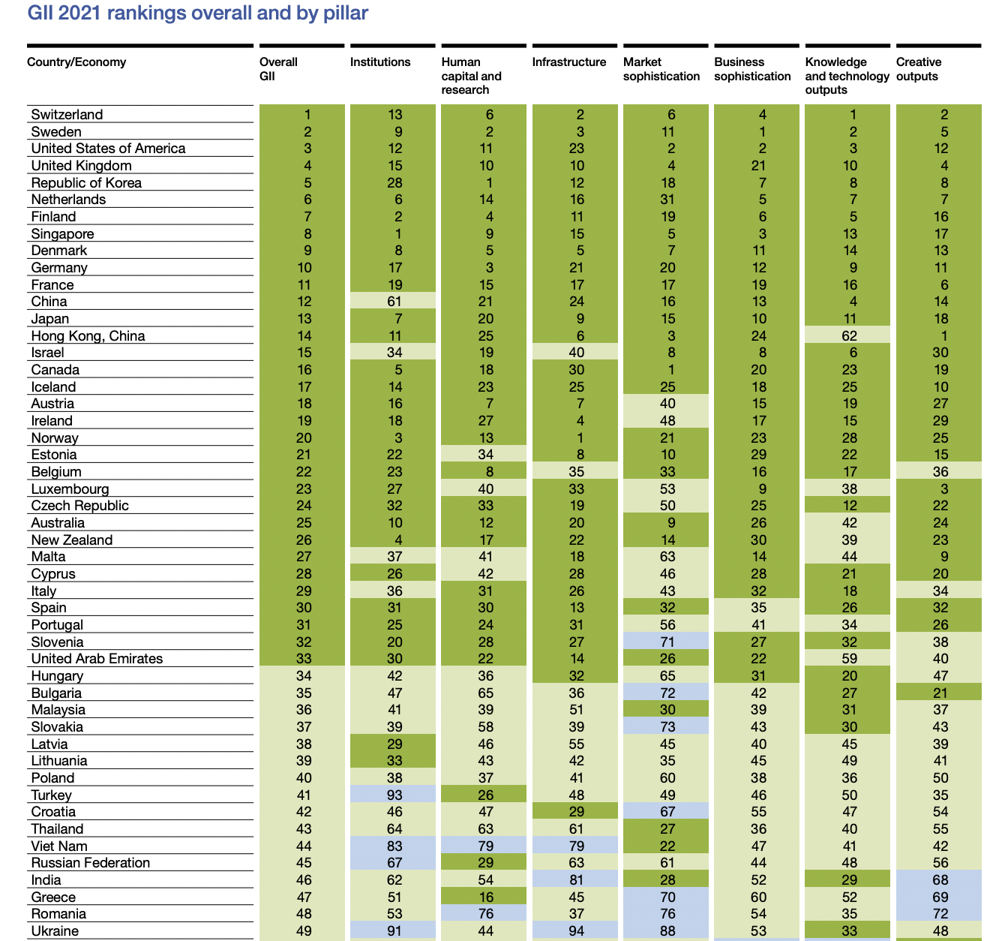 GII 2021 rankings overall and by pillar
Country/Economy Overall GII Institutions Human capital and research Infrastructure Market sophistication Business sophistication Knowledge and technology outputs Creative outputs
Switzerland 1 13 6 2 6 4 1 2
Sweden 2 9 2 3 11 1 2 5
United States of America 3 12 11 23 2 2 3 12
United Kingdom 4 15 10 10 4 21 10 4
Republic of Korea 5 28 1 12 18 7 8 8
Netherlands 6 6 14 16 31 5 7 7
Finland 7 2 4 11 19 6 5 16
Singapore 8 1 9 15 5 3 13 17
Denmark 9 8 5 5 7 11 14 13
Germany 10 17 3 21 20 12 9 11
France 11 19 15 17 17 19 16 6
China 12 61 21 24 16 13 4 14
Japan 13 7 20 9 15 10 11 18
Hong Kong, China 14 11 25 6 3 24 62 1
Israel 15 34 19 40 8 8 6 30
Canada 16 5 18 30 1 20 23 19
Iceland 17 14 23 25 25 18 25 10
Austria 18 16 7 7 40 15 19 27
Ireland 19 18 27 4 48 17 15 29
Norway 20 3 13 1 21 23 28 25
Estonia 21 22 34 8 10 29 22 15
Belgium 22 23 8 35 33 16 17 36
Luxembourg 23 27 40 33 53 9 38 3
Czech Republic 24 32 33 19 50 25 12 22
Australia 25 10 12 20 9 26 42 24
New Zealand 26 4 17 22 14 30 39 23
Malta 27 37 41 18 63 14 44 9
Cyprus 28 26 42 28 46 28 21 20
Italy 29 36 31 26 43 32 18 34
Spain 30 31 30 13 32 35 26 32
Portugal 31 25 24 31 56 41 34 26
Slovenia 32 20 28 27 71 27 32 38
United Arab Emirates 33 30 22 14 26 22 59 40
Hungary 34 42 36 32 65 31 20 47
Bulgaria 35 47 65 36 72 42 27 21
Malaysia 36 41 39 51 30 39 31 37
Slovakia 37 39 58 39 73 43 30 43
Latvia 38 29 46 55 45 40 45 39
Lithuania 39 33 43 42 35 45 49 41
Poland 40 38 37 41 60 38 36 50
Turkey 41 93 26 48 49 46 50 35
Croatia 42 46 47 29 67 55 47 54
Thailand 43 64 63 61 27 36 40 55
Viet Nam 44 83 79 79 22 47 41 42
Russian Federation 45 67 29 63 61 44 48 56
India 46 62 54 81 28 52 29 68
Greece 47 51 16 45 70 60 52 69
Romania 48 53 76 37 76 54 35 72
Ukraine 49 91 44 94 88 53 33 48